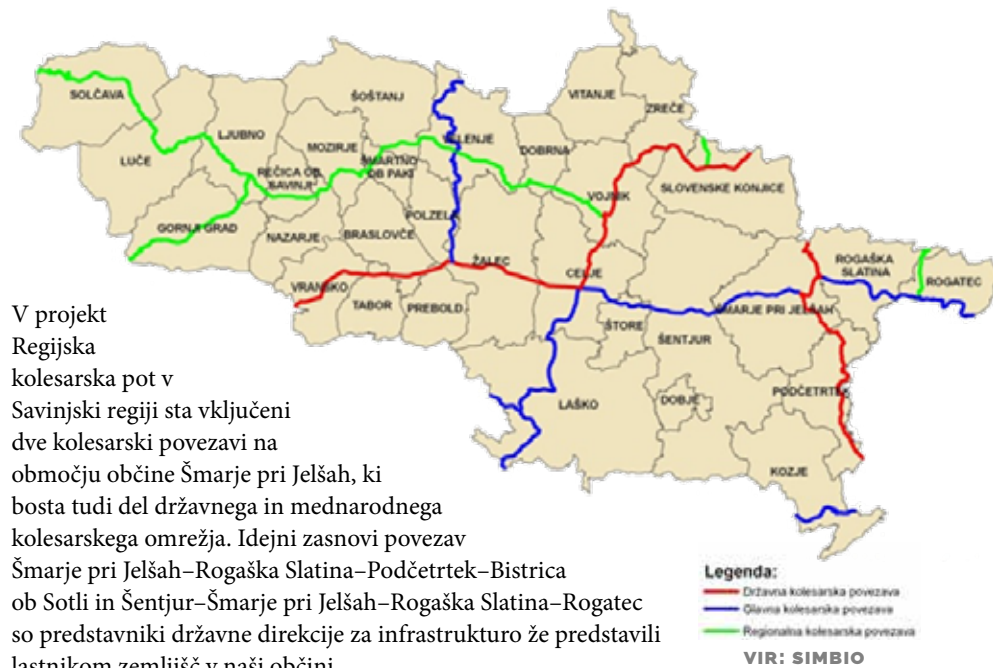 SOLČAVA
LUČE
LJUBNO
GORNJI GRAD
REČICA OB
SAVINJI
MOZIRJE
NAZARJE
ŠOŠTANJ
ŠMARTNO
OB PAKI
VELENJE
POLZELA
BRASLOVČE
VRANSKO
TABOR
PREBOLD
ŽALEC
DOBRNA
VITANJE
ZREČE
VOJNIK
SLOVENSKE KONJICE
CELJE
ŠTORE
ŠENTJUR
LAŠKO
DOBJE
ŠMARJE PRI JELŠAH
ROGAŠKA
SLATINA
ROGATEC
PODČETRTEK
KOZJE
V projekt
Regijska
kolesarska pot v
Savinjski regiji sta vključeni
dve kolesarski povezavi na
območju občine Šmarje pri Jelšah, ki
bosta tudi del državnega in mednarodnega
kolesarskega omrežja. Idejni zasnovi povezav
Šmarje pri Jelšah–Rogaška Slatina–Podčetrtek–Bistrica
ob Sotli in Šentjur–Šmarje pri Jelšah–Rogaška Slatina–Rogatec
so predstavniki državne direkcije za infrastrukturo že predstavili
lastnikom zemljišč v naši občini
Legenda:
Državna kolesarska povezava
Glavna kolesarska povezava
Regionalna kolesarska povezava
VIR: SIMBIO